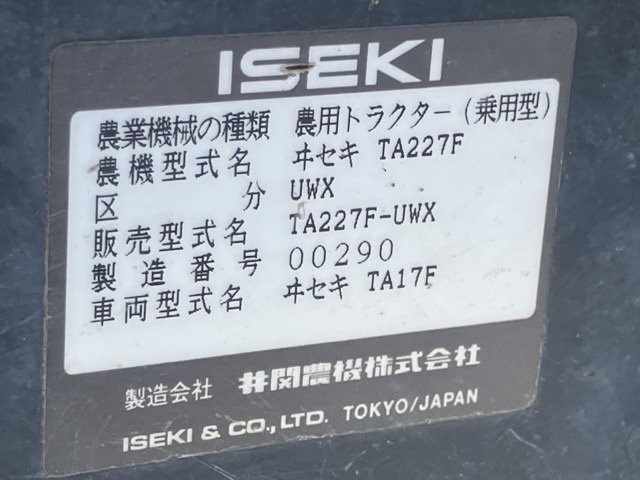 ISEKI
農業機械の種類 農用トラクター(乗用型)
農機型式名 ヰセキ TA227F
区分 UWX
販売型式名 TA227F-UWX
製造番号 00290
車両型式名 ヰセキ TA17F
製造会社 井関農機株式会社
ISEKI & CO.,LTD. TOKYO/JAPAN